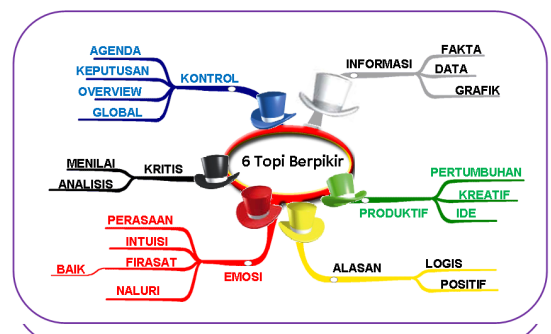 6 Topi Berpikir
KONTROL
AGENDA
KEPUTUSAN
OVERVIEW
GLOBAL
INFORMASI
FAKTA
DATA
GRAFIK
KRITIS
MENILAI
ANALISIS
PRODUKTIF
PERTUMBUHAN
KREATIF
IDE
EMOSI
PERASAAN
INTUISI
FIRASAT
BAIK
NALURI
ALASAN
LOGIS
POSITIF